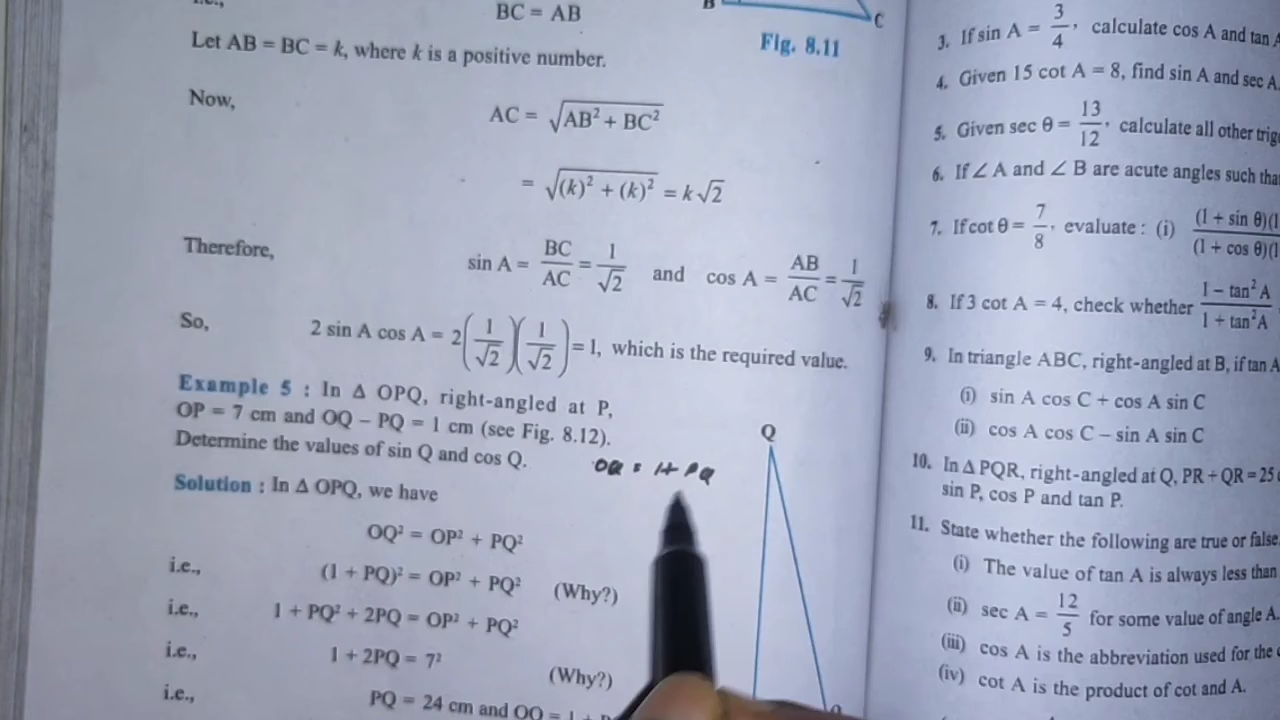 BC = AB
B
C
Let AB = BC = k, where k is a positive number.
Fig. 8.11
Now,
AC = √(AB² + BC²)
= √((k)² + (k)²) = k√2
Therefore,
sin A = BC/AC = 1/√2 and cos A = AB/AC = 1/√2
So,
2 sin A cos A = 2(1/√2)(1/√2) = 1, which is the required value.
Example 5 : In Δ OPQ, right-angled at P,
OP = 7 cm and OQ – PQ = 1 cm (see Fig. 8.12).
Determine the values of sin Q and cos Q.
OQ = 1 + PQ
Q
Solution : In Δ OPQ, we have
OQ² = OP² + PQ²
i.e., (1 + PQ)² = OP² + PQ² (Why?)
i.e., 1 + PQ² + 2PQ = OP² + PQ²
i.e., 1 + 2PQ = 7² (Why?)
i.e., PQ = 24 cm and OQ = 1 +
3. If sin A = 3/4, calculate cos A and tan
4. Given 15 cot A = 8, find sin A and sec A.
5. Given sec θ = 13/12, calculate all other trig
6. If ∠ A and ∠ B are acute angles such tha
7. If cot θ = 7/8, evaluate : (i) (1 + sin θ)(1/(1 + cos θ)(1
8. If 3 cot A = 4, check whether 1 – tan² A/1 + tan² A
9. In triangle ABC, right-angled at B, if tan A
(i) sin A cos C + cos A sin C
(ii) cos A cos C – sin A sin C
10. In Δ PQR, right-angled at Q, PR + QR = 25
sin P, cos P and tan P.
11. State whether the following are true or false.
(i) The value of tan A is always less than
(ii) sec A = 12/5 for some value of angle A.
(iii) cos A is the abbreviation used for the
(iv) cot A is the product of cot and A.